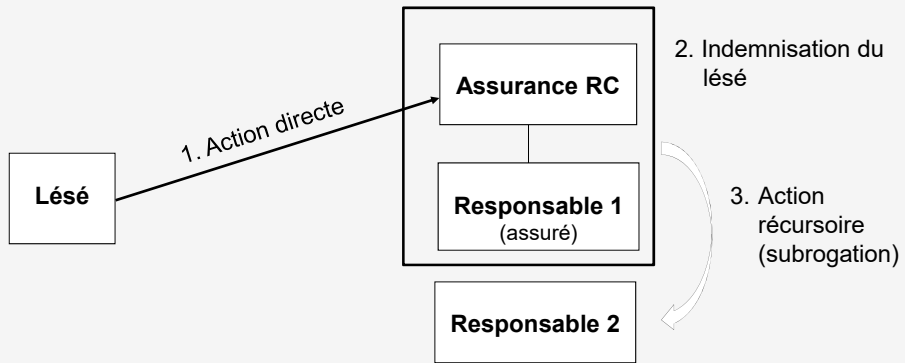 Assurance RC
2. Indemnisation du
lésé
1. Action directe
Lésé
Responsable 1
(assuré)
3. Action
récursoire
(subrogation)
Responsable 2